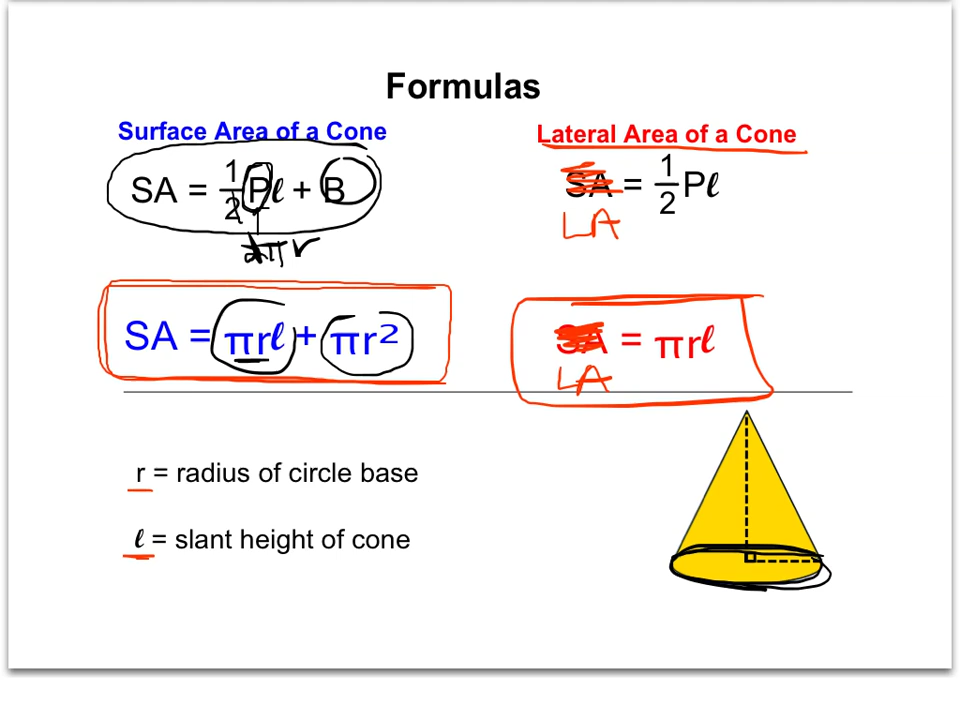 Formulas
Surface Area of a Cone
SA = 1/2 Pℓ + B
2πr
SA = πrℓ + πr²
Lateral Area of a Cone
SA = 1/2 Pℓ
LA
SA = πrℓ
LA
r = radius of circle base
ℓ = slant height of cone